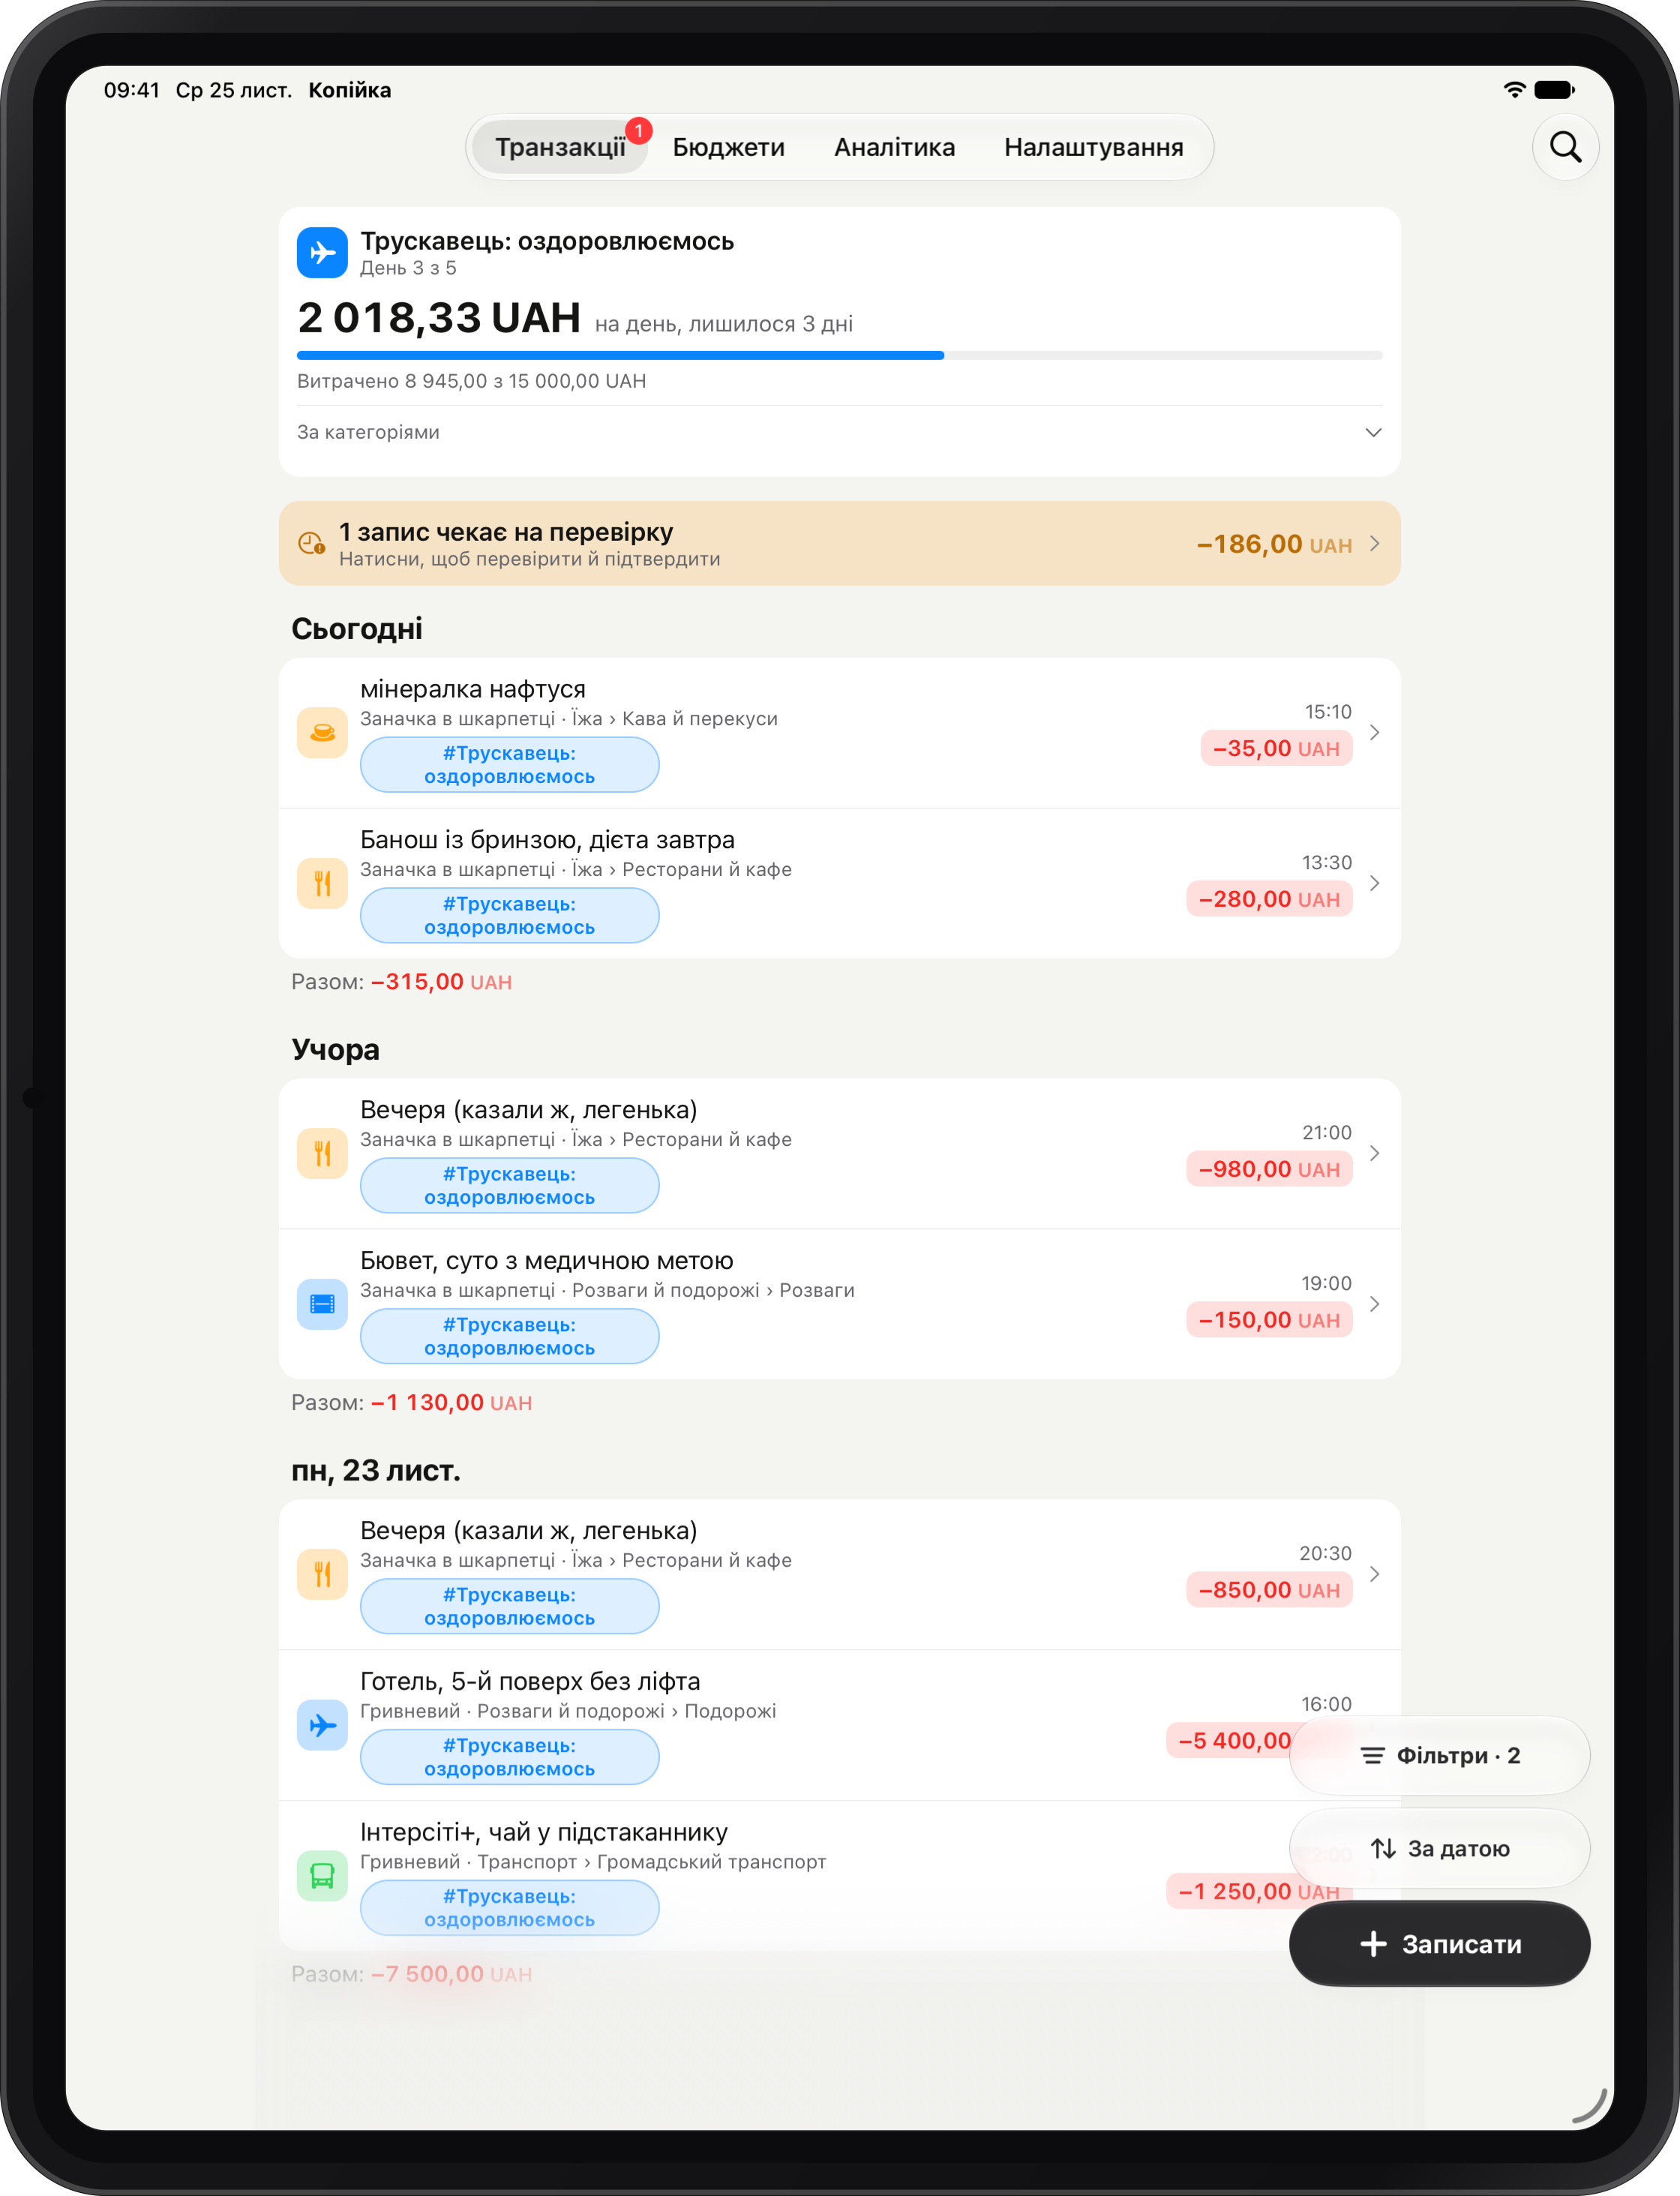 09:41 Ср 25 лист. Копійка
Транзакції 1 Бюджети Аналітика Налаштування
Трускавець: оздоровлюємось
День 3 з 5
2 018,33 UAH на день, лишилося 3 дні
Витрачено 8 945,00 з 15 000,00 UAH
За категоріями
1 запис чекає на перевірку
Натисни, щоб перевірити й підтвердити
−186,00 UAH
Сьогодні
мінералка нафтуся
Заначка в шкарпетці · Їжа › Кава й перекуси
#Трускавець:
оздоровлюємось
15:10
−35,00 UAH
Банош із бринзою, дієта завтра
Заначка в шкарпетці · Їжа › Ресторани й кафе
#Трускавець:
оздоровлюємось
13:30
−280,00 UAH
Разом: −315,00 UAH
Учора
Вечеря (казали ж, легенька)
Заначка в шкарпетці · Їжа › Ресторани й кафе
#Трускавець:
оздоровлюємось
21:00
−980,00 UAH
Бювет, суто з медичною метою
Заначка в шкарпетці · Розваги й подорожі › Розваги
#Трускавець:
оздоровлюємось
19:00
−150,00 UAH
Разом: −1 130,00 UAH
пн, 23 лист.
Вечеря (казали ж, легенька)
Заначка в шкарпетці · Їжа › Ресторани й кафе
#Трускавець:
оздоровлюємось
20:30
−850,00 UAH
Готель, 5-й поверх без ліфта
Гривневий · Розваги й подорожі › Подорожі
#Трускавець:
оздоровлюємось
16:00
−5 400,00
Інтерсіті+, чай у підстаканнику
Гривневий · Транспорт › Громадський транспорт
#Трускавець:
оздоровлюємось
−1 250,00 UAH
Разом: −7 500,00 UAH
Фільтри · 2
За датою
Записати